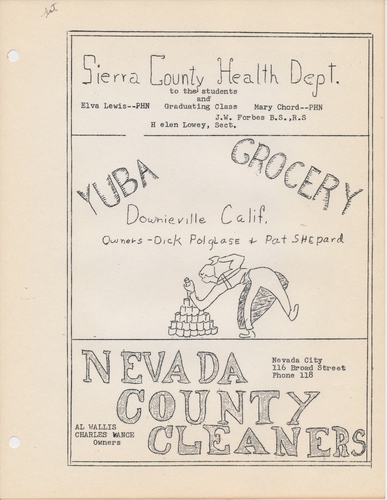 Sierra County Health Dept.
to the students
and
Elva Lewis--PHN Graduating Class Mary Chord--PHN
J.W. Forbes B.S.,R.S
H elen Lowey, Sect.
YUBA GROCERY
Downieville Calif.
Owners - Dick Polglase + Pat SHEpard
NEVADA
Nevada City
116 Broad Street
Phone 118
COUNTY
AL WALLIS
CHARLES WANCE
Owners
CLEANERS